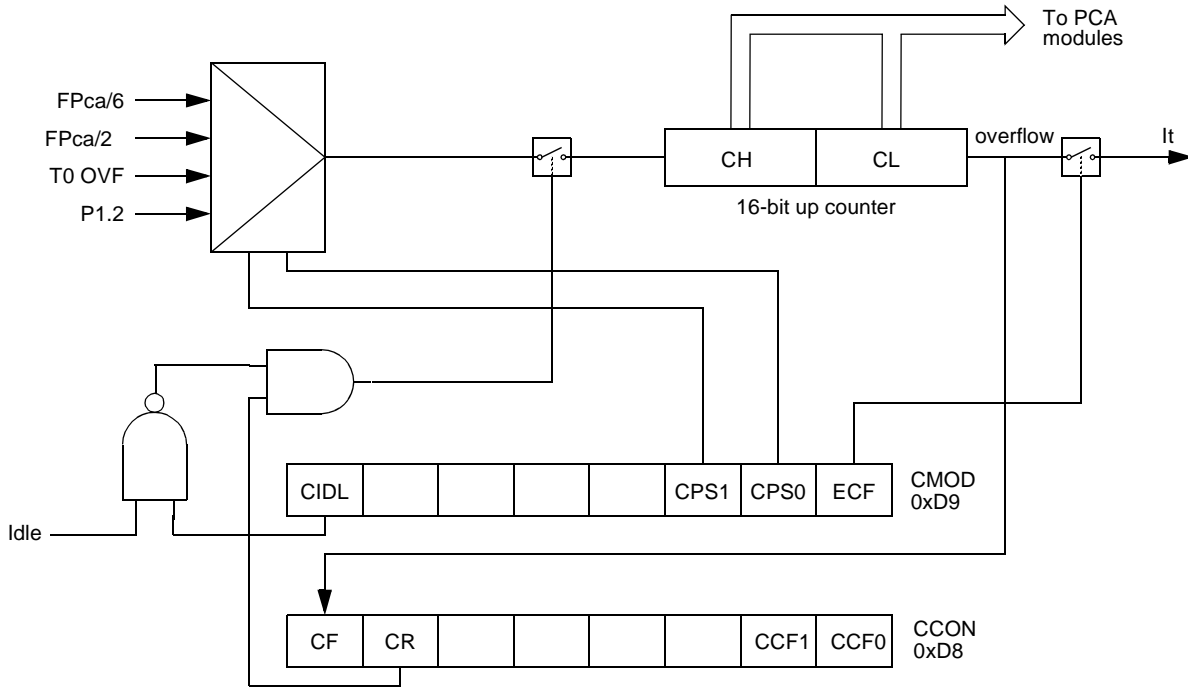 To PCA
modules
FPca/6
FPca/2
T0 OVF
P1.2
CH
CL
overflow
It
16-bit up counter
CIDL
CPS1
CPS0
ECF
CMOD
0xD9
Idle
CF
CR
CCF1
CCF0
CCON
0xD8